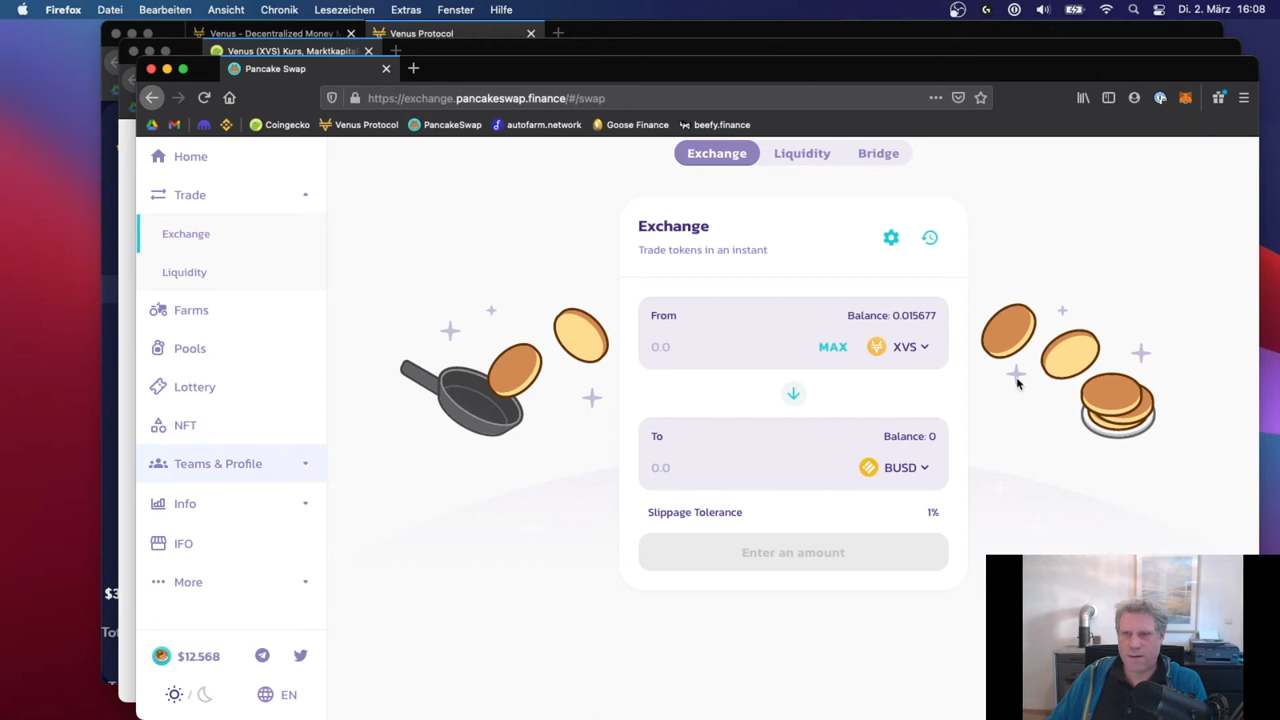 Firefox Datei Bearbeiten Ansicht Chronik Lesezeichen Extras Fenster Hilfe Di. 2. März 16:08
Venus - Decentralized Money Venus Protocol
Venus (XVS) Kurs, Marktkapital
Pancake Swap
https://exchange.pancakeswap.finance/#/swap
Coingecko Venus Protocol PancakeSwap autofarm.network Goose Finance beefy.finance
Home
Trade
Exchange
Liquidity
Farms
Pools
Lottery
NFT
Teams & Profile
Info
IFO
More
$12.568
EN
Exchange Liquidity Bridge
Exchange
Trade tokens in an instant
From Balance: 0.015677
0.0 MAX XVS
To Balance: 0
0.0 BUSD
Slippage Tolerance 1%
Enter an amount